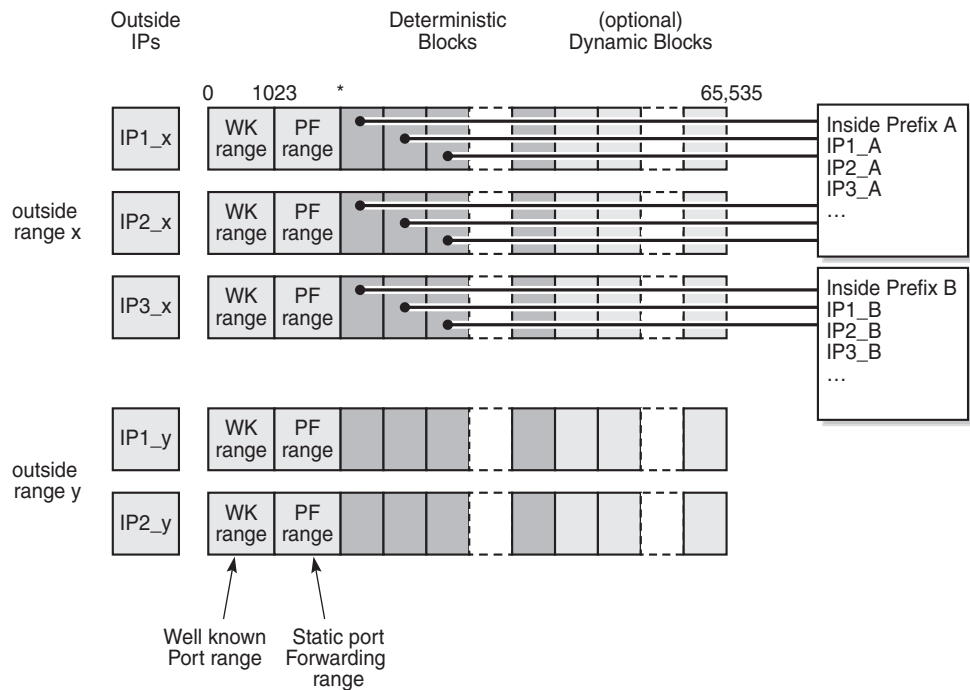 Outside
IPs
Deterministic
Blocks
(optional)
Dynamic Blocks
0 1023 * 65,535
IP1_x
WK
range
PF
range
Inside Prefix A
IP1_A
IP2_A
IP3_A
...
outside
range x
IP2_x
WK
range
PF
range
IP3_x
WK
range
PF
range
Inside Prefix B
IP1_B
IP2_B
IP3_B
...
outside
range y
IP1_y
WK
range
PF
range
IP2_y
WK
range
PF
range
Well known
Port range
Static port
Forwarding
range